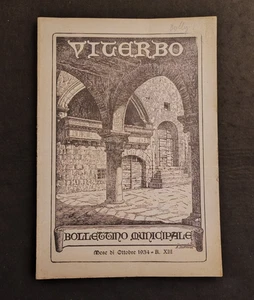 VITERBO
BOLLETTINO MUNICIPALE
Mese di Ottobre 1934 - N. XII